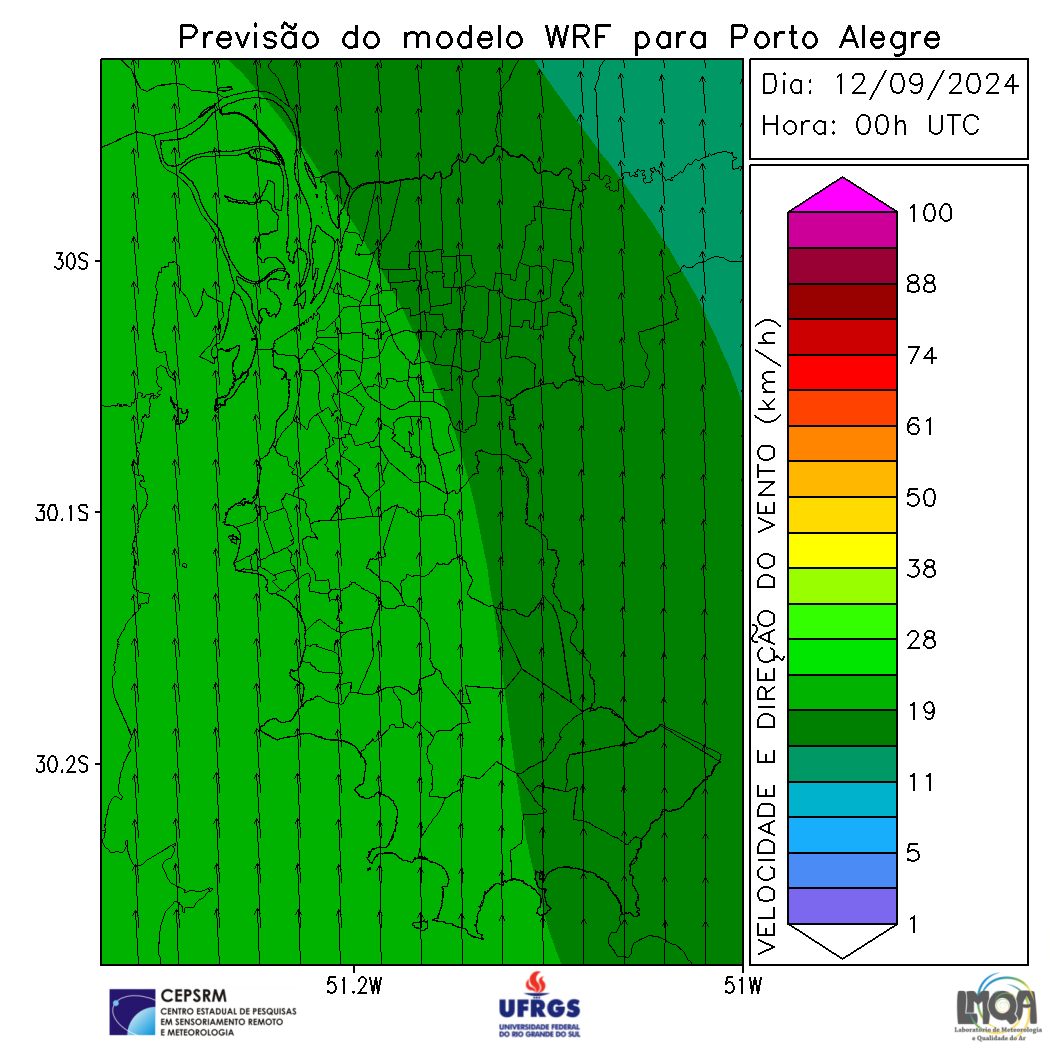 Previsão do modelo WRF para Porto Alegre
Dia: 12/09/2024
Hora: 00h UTC
30S
30.1S
30.2S
51.2W
51W
VELOCIDADE E DIREÇÃO DO VENTO (km/h)
100
88
74
61
50
38
28
19
11
5
1
CEPSRM
CENTRO ESTADUAL DE PESQUISAS
EM SENSORIAMENTO REMOTO
E METEOROLOGIA
UFRGS
UNIVERSIDADE FEDERAL
DO RIO GRANDE DO SUL
LMQA
Laboratório de Meteorologia
e Qualidade do Ar